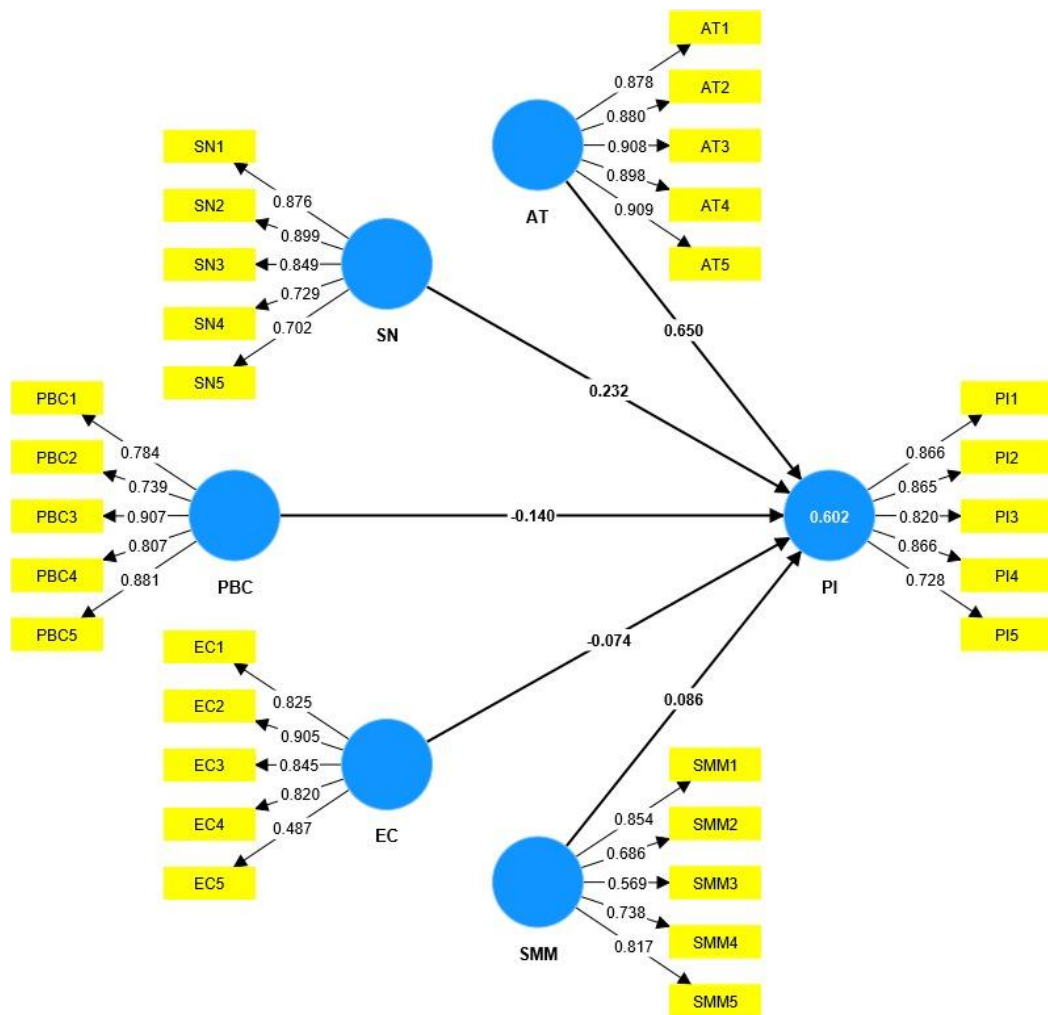 AT1
AT2
AT3
AT4
AT5
0.878
0.880
0.908
0.898
0.909
AT
SN1
SN2
SN3
SN4
SN5
0.876
0.899
0.849
0.729
0.702
SN
0.650
0.232
PBC1
PBC2
PBC3
PBC4
PBC5
0.784
0.739
0.907
0.807
0.881
PBC
-0.140
0.602
PI
0.866
0.865
0.820
0.866
0.728
PI1
PI2
PI3
PI4
PI5
EC1
EC2
EC3
EC4
EC5
0.825
0.905
0.845
0.820
0.487
EC
-0.074
0.086
SMM1
SMM2
SMM3
SMM4
SMM5
0.854
0.686
0.569
0.738
0.817
SMM